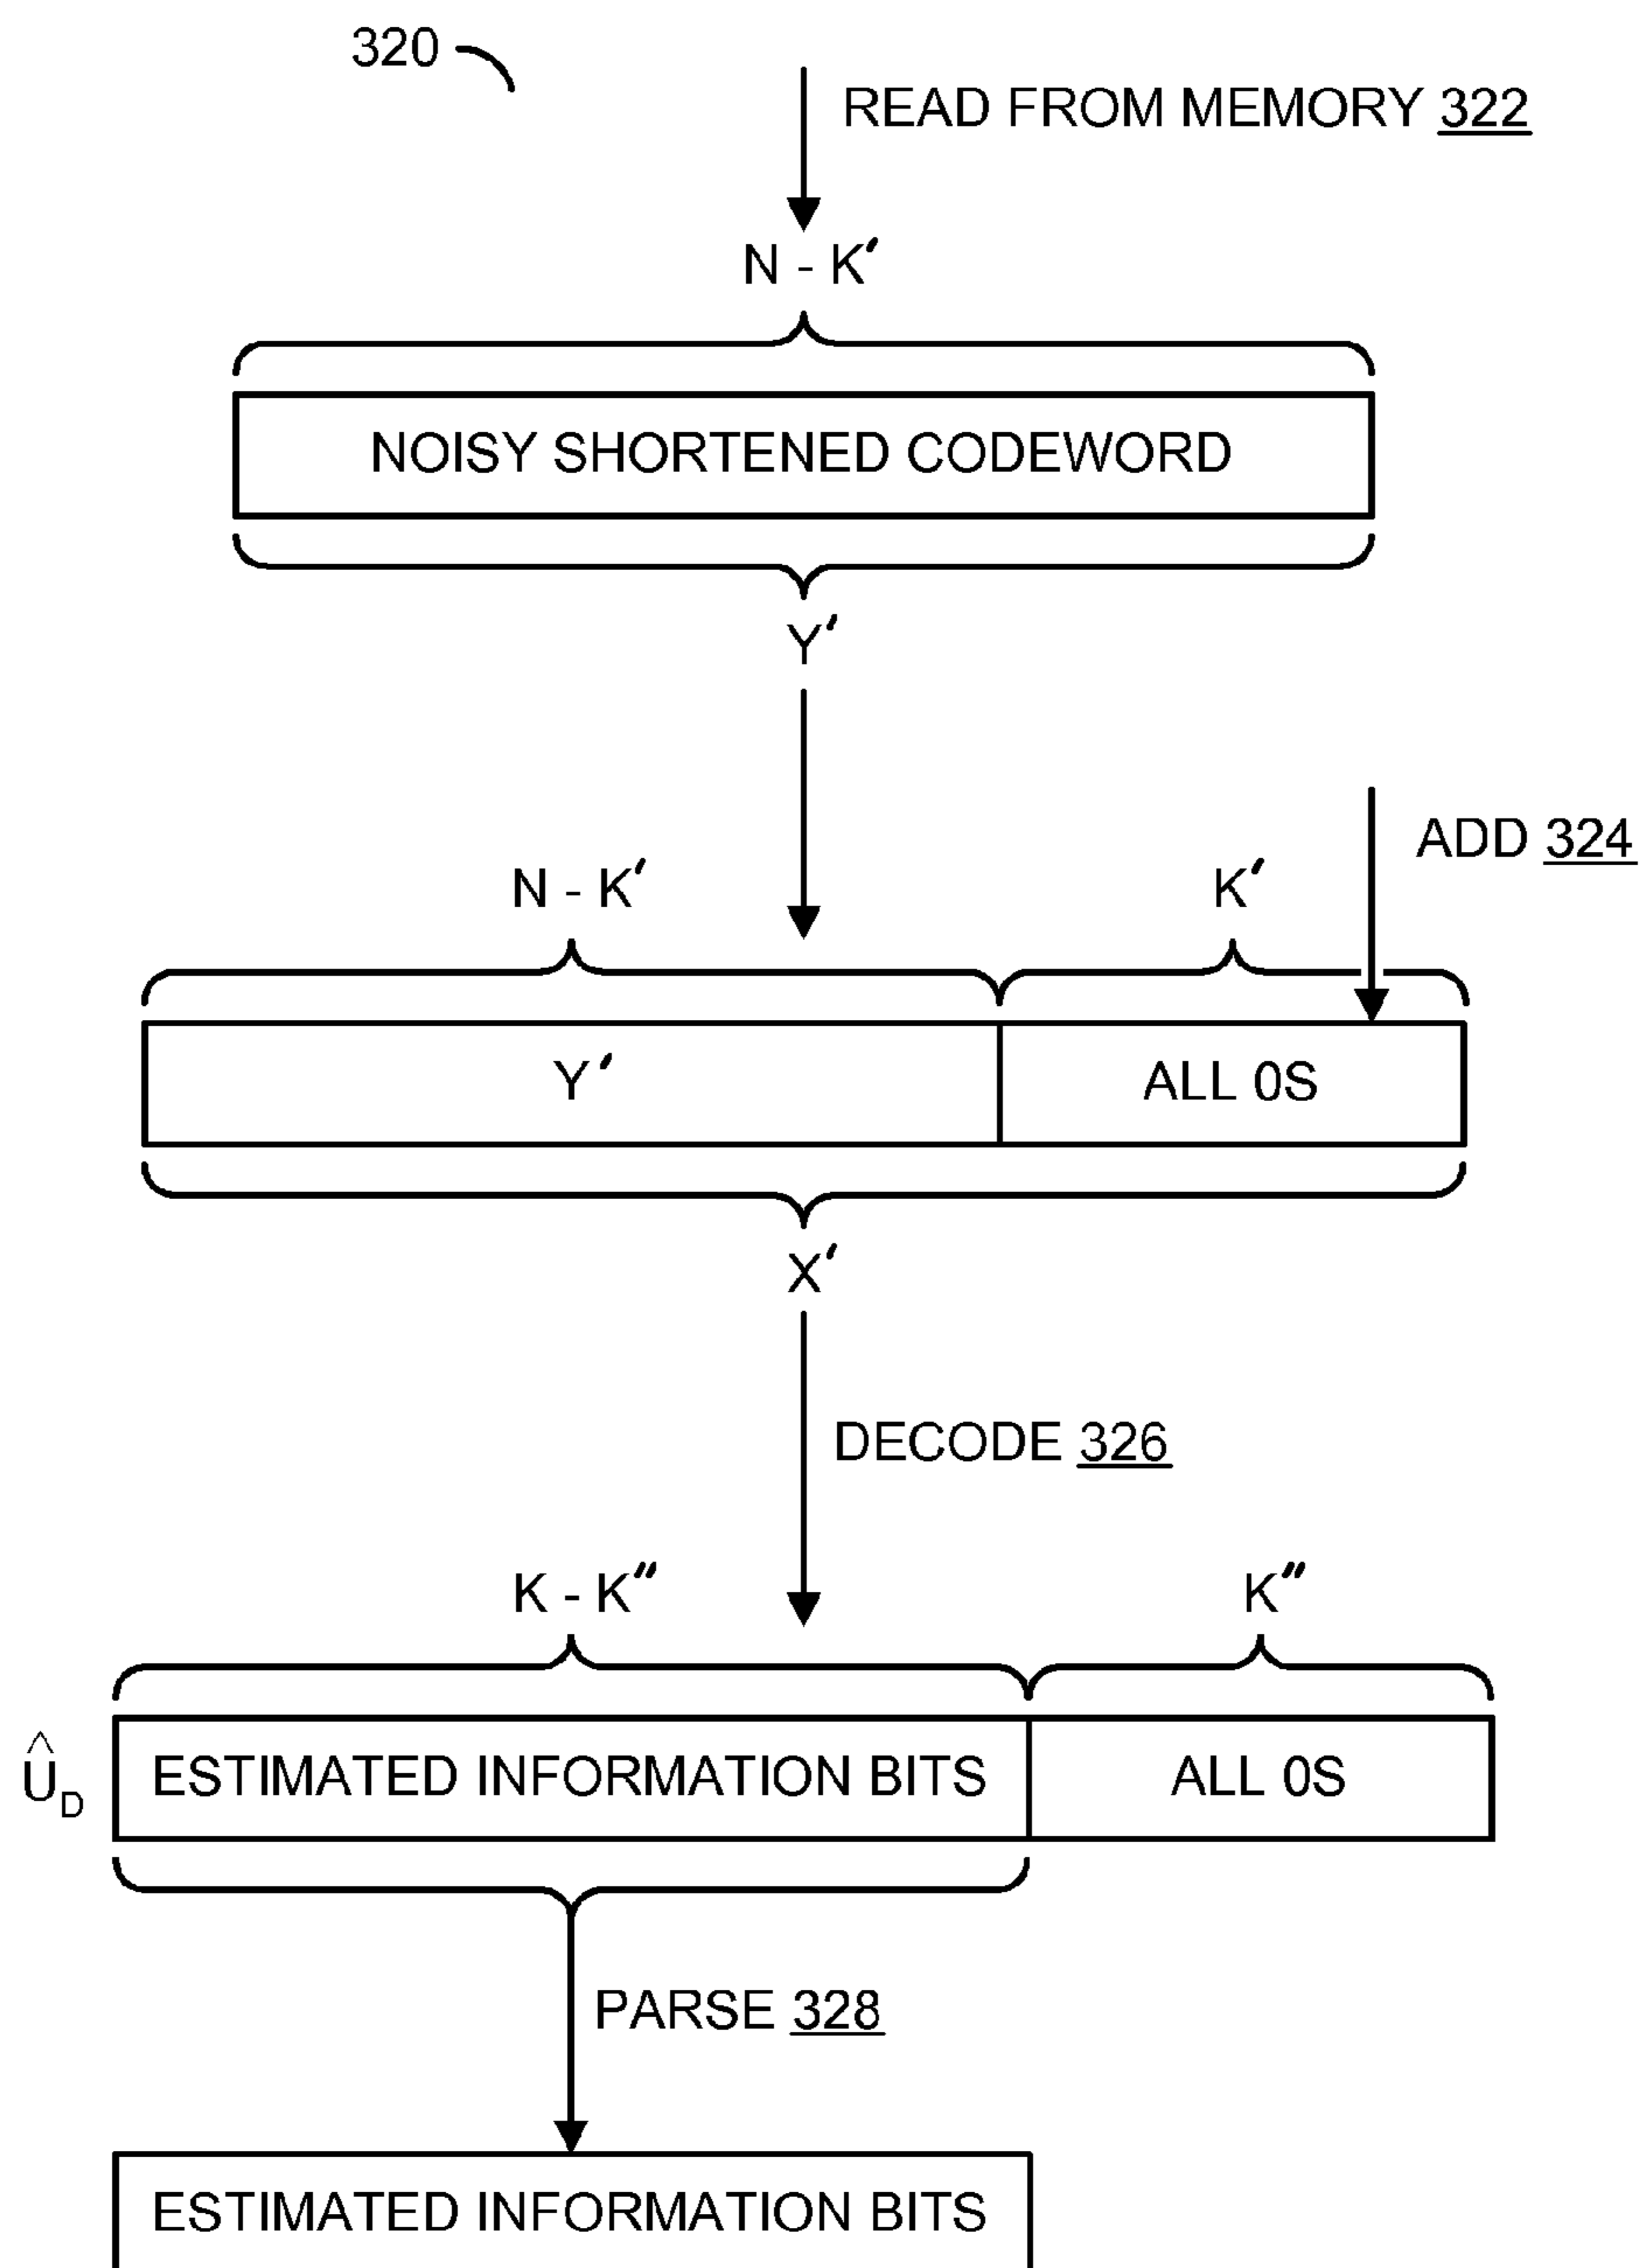 320
READ FROM MEMORY 322
N - K′
NOISY SHORTENED CODEWORD
Y′
ADD 324
N - K′ K′
Y′ ALL 0S
X′
DECODE 326
K - K″ K″
Û_D ESTIMATED INFORMATION BITS ALL 0S
PARSE 328
ESTIMATED INFORMATION BITS